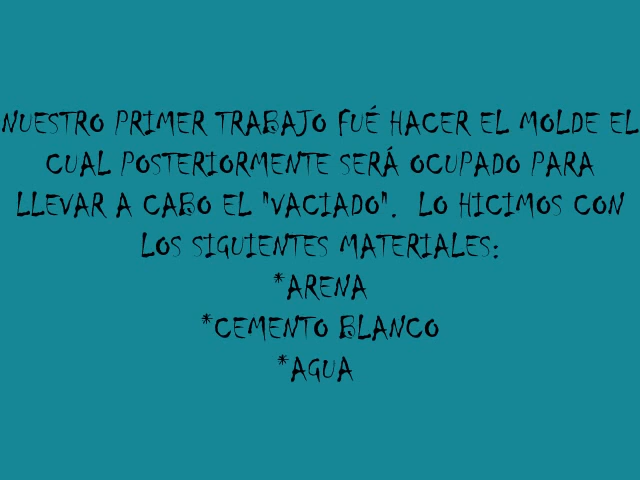 NUESTRO PRIMER TRABAJO FUÉ HACER EL MOLDE EL
CUAL POSTERIORMENTE SERÁ OCUPADO PARA
LLEVAR A CABO EL "VACIADO". LO HICIMOS CON
LOS SIGUIENTES MATERIALES:
*ARENA
*CEMENTO BLANCO
*AGUA